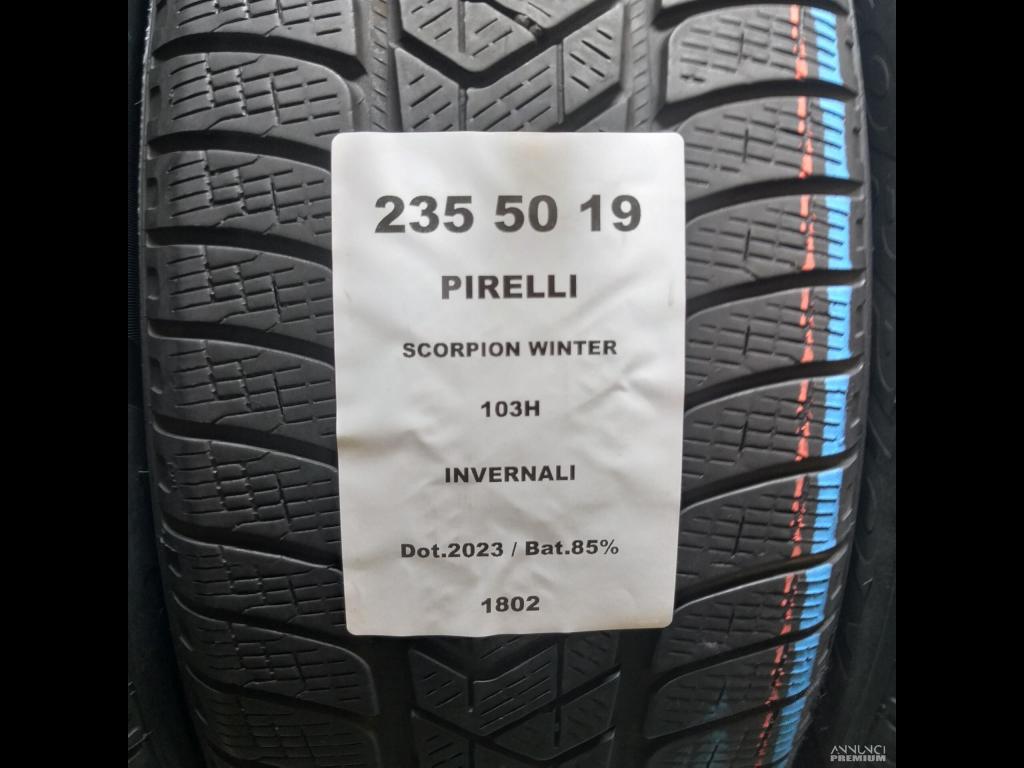 235 50 19
PIRELLI
SCORPION WINTER
103H
INVERNALI
Dot.2023 / Bat.85%
1802
ANNUNCI
PREMIUM